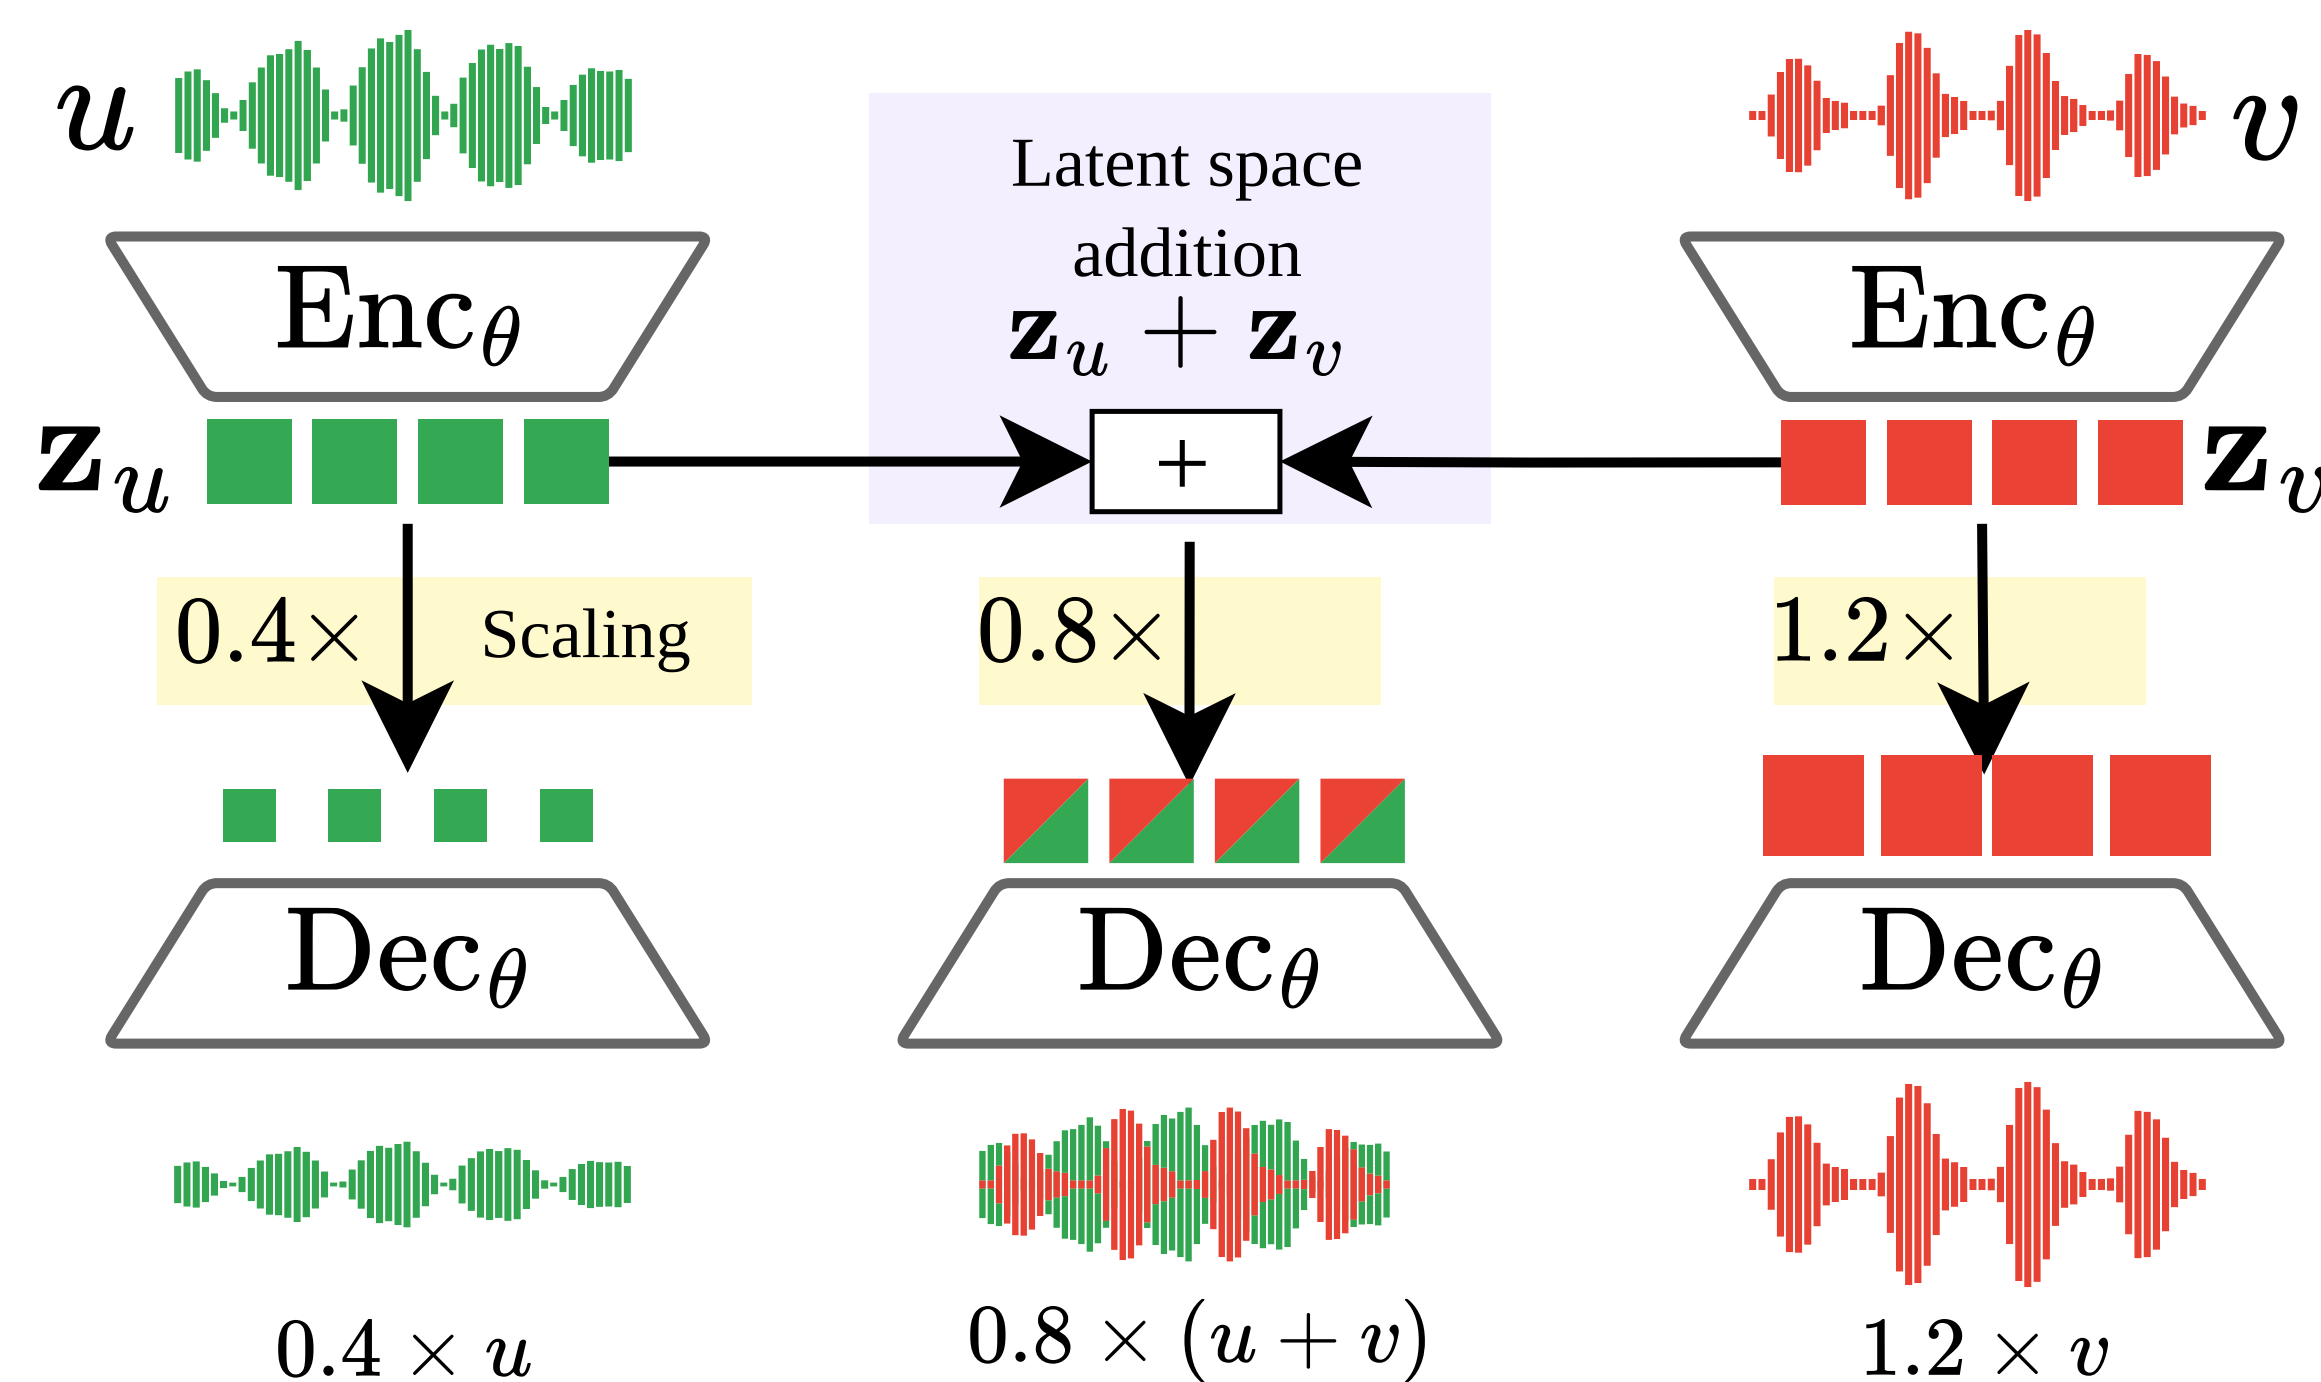 u
v
Latent space
addition
𝐳_u + 𝐳_v
Enc_θ
Enc_θ
𝐳_u
+
𝐳_v
0.4×
Scaling
0.8×
1.2×
Dec_θ
Dec_θ
Dec_θ
0.4 × u
0.8 × (u + v)
1.2 × v